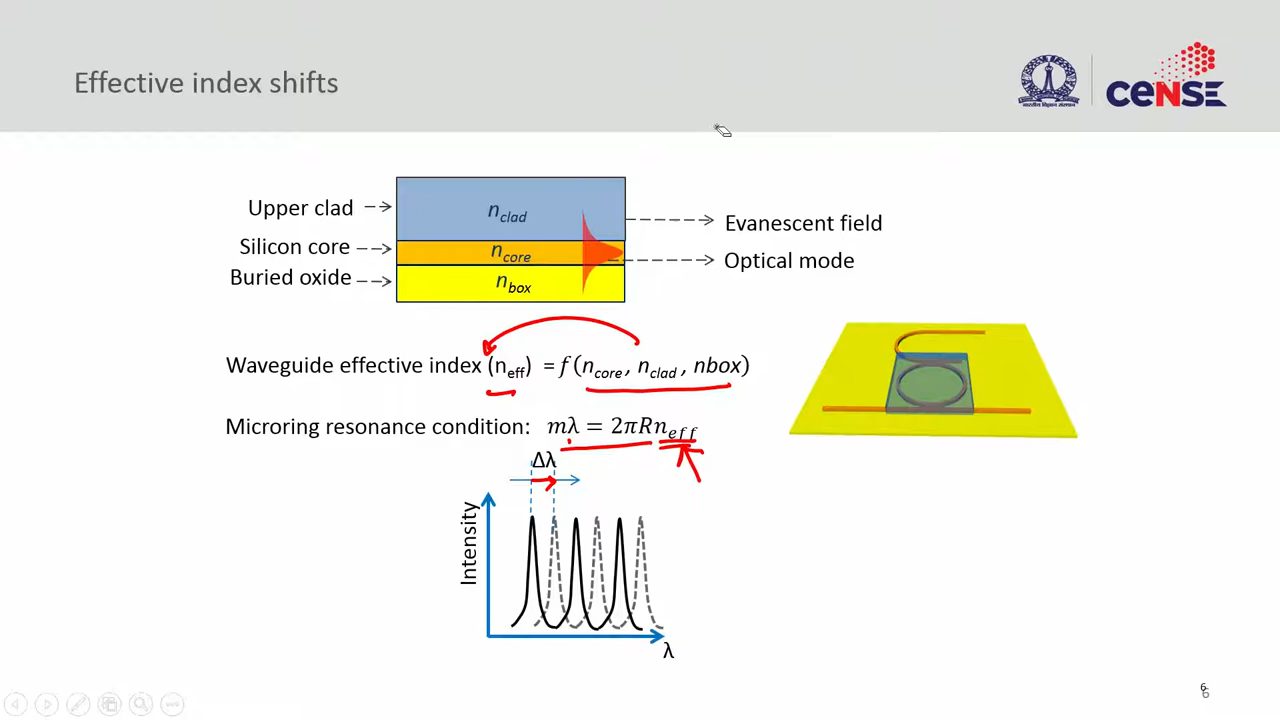 Effective index shifts
CENSE
Upper clad
n_clad
Evanescent field
Silicon core
n_core
Optical mode
Buried oxide
n_box
Waveguide effective index (n_eff) = f(n_core, n_clad, nbox)
Microring resonance condition: mλ = 2πRn_eff
Δλ
Intensity
λ
6
6